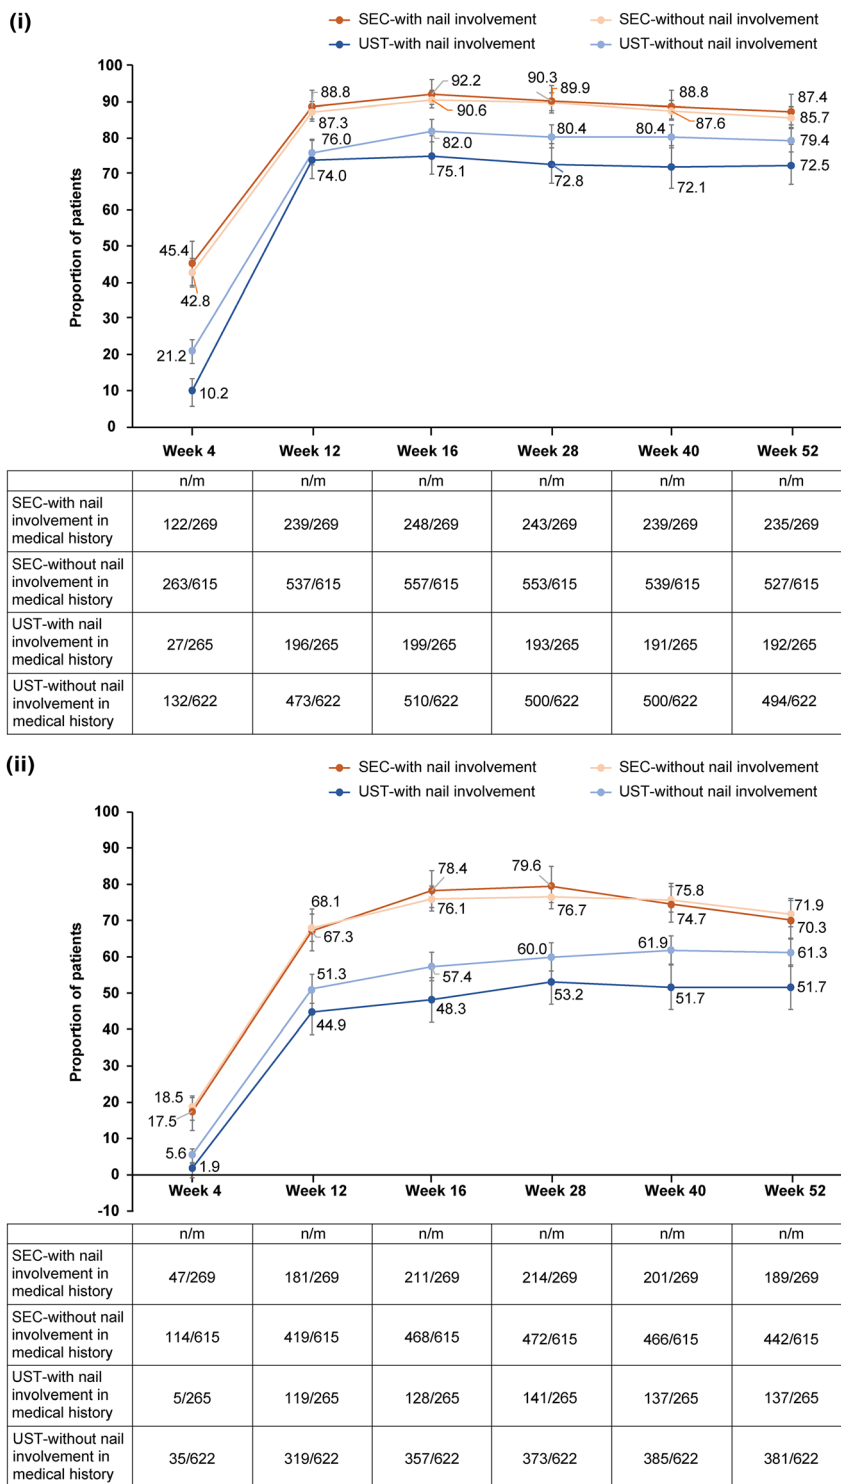 (i)
SEC-with nail involvement
SEC-without nail involvement
UST-with nail involvement
UST-without nail involvement
Proportion of patients
100
90
80
70
60
50
40
30
20
10
0
45.4
42.8
21.2
10.2
88.8
87.3
76.0
74.0
92.2
90.6
82.0
75.1
90.3
89.9
80.4
72.8
88.8
87.6
80.4
72.1
87.4
85.7
79.4
72.5
Week 4 Week 12 Week 16 Week 28 Week 40 Week 52
n/m n/m n/m n/m n/m n/m
SEC-with nail
involvement in
medical history
122/269 239/269 248/269 243/269 239/269 235/269
SEC-without nail
involvement in
medical history
263/615 537/615 557/615 553/615 539/615 527/615
UST-with nail
involvement in
medical history
27/265 196/265 199/265 193/265 191/265 192/265
UST-without nail
involvement in
medical history
132/622 473/622 510/622 500/622 500/622 494/622
(ii)
SEC-with nail involvement
SEC-without nail involvement
UST-with nail involvement
UST-without nail involvement
Proportion of patients
100
90
80
70
60
50
40
30
20
10
0
-10
18.5
17.5
5.6
1.9
68.1
67.3
51.3
44.9
78.4
76.1
57.4
48.3
79.6
76.7
60.0
53.2
75.8
74.7
61.9
51.7
71.9
70.3
61.3
51.7
Week 4 Week 12 Week 16 Week 28 Week 40 Week 52
n/m n/m n/m n/m n/m n/m
SEC-with nail
involvement in
medical history
47/269 181/269 211/269 214/269 201/269 189/269
SEC-without nail
involvement in
medical history
114/615 419/615 468/615 472/615 466/615 442/615
UST-with nail
involvement in
medical history
5/265 119/265 128/265 141/265 137/265 137/265
UST-without nail
involvement in
medical history
35/622 319/622 357/622 373/622 385/622 381/622